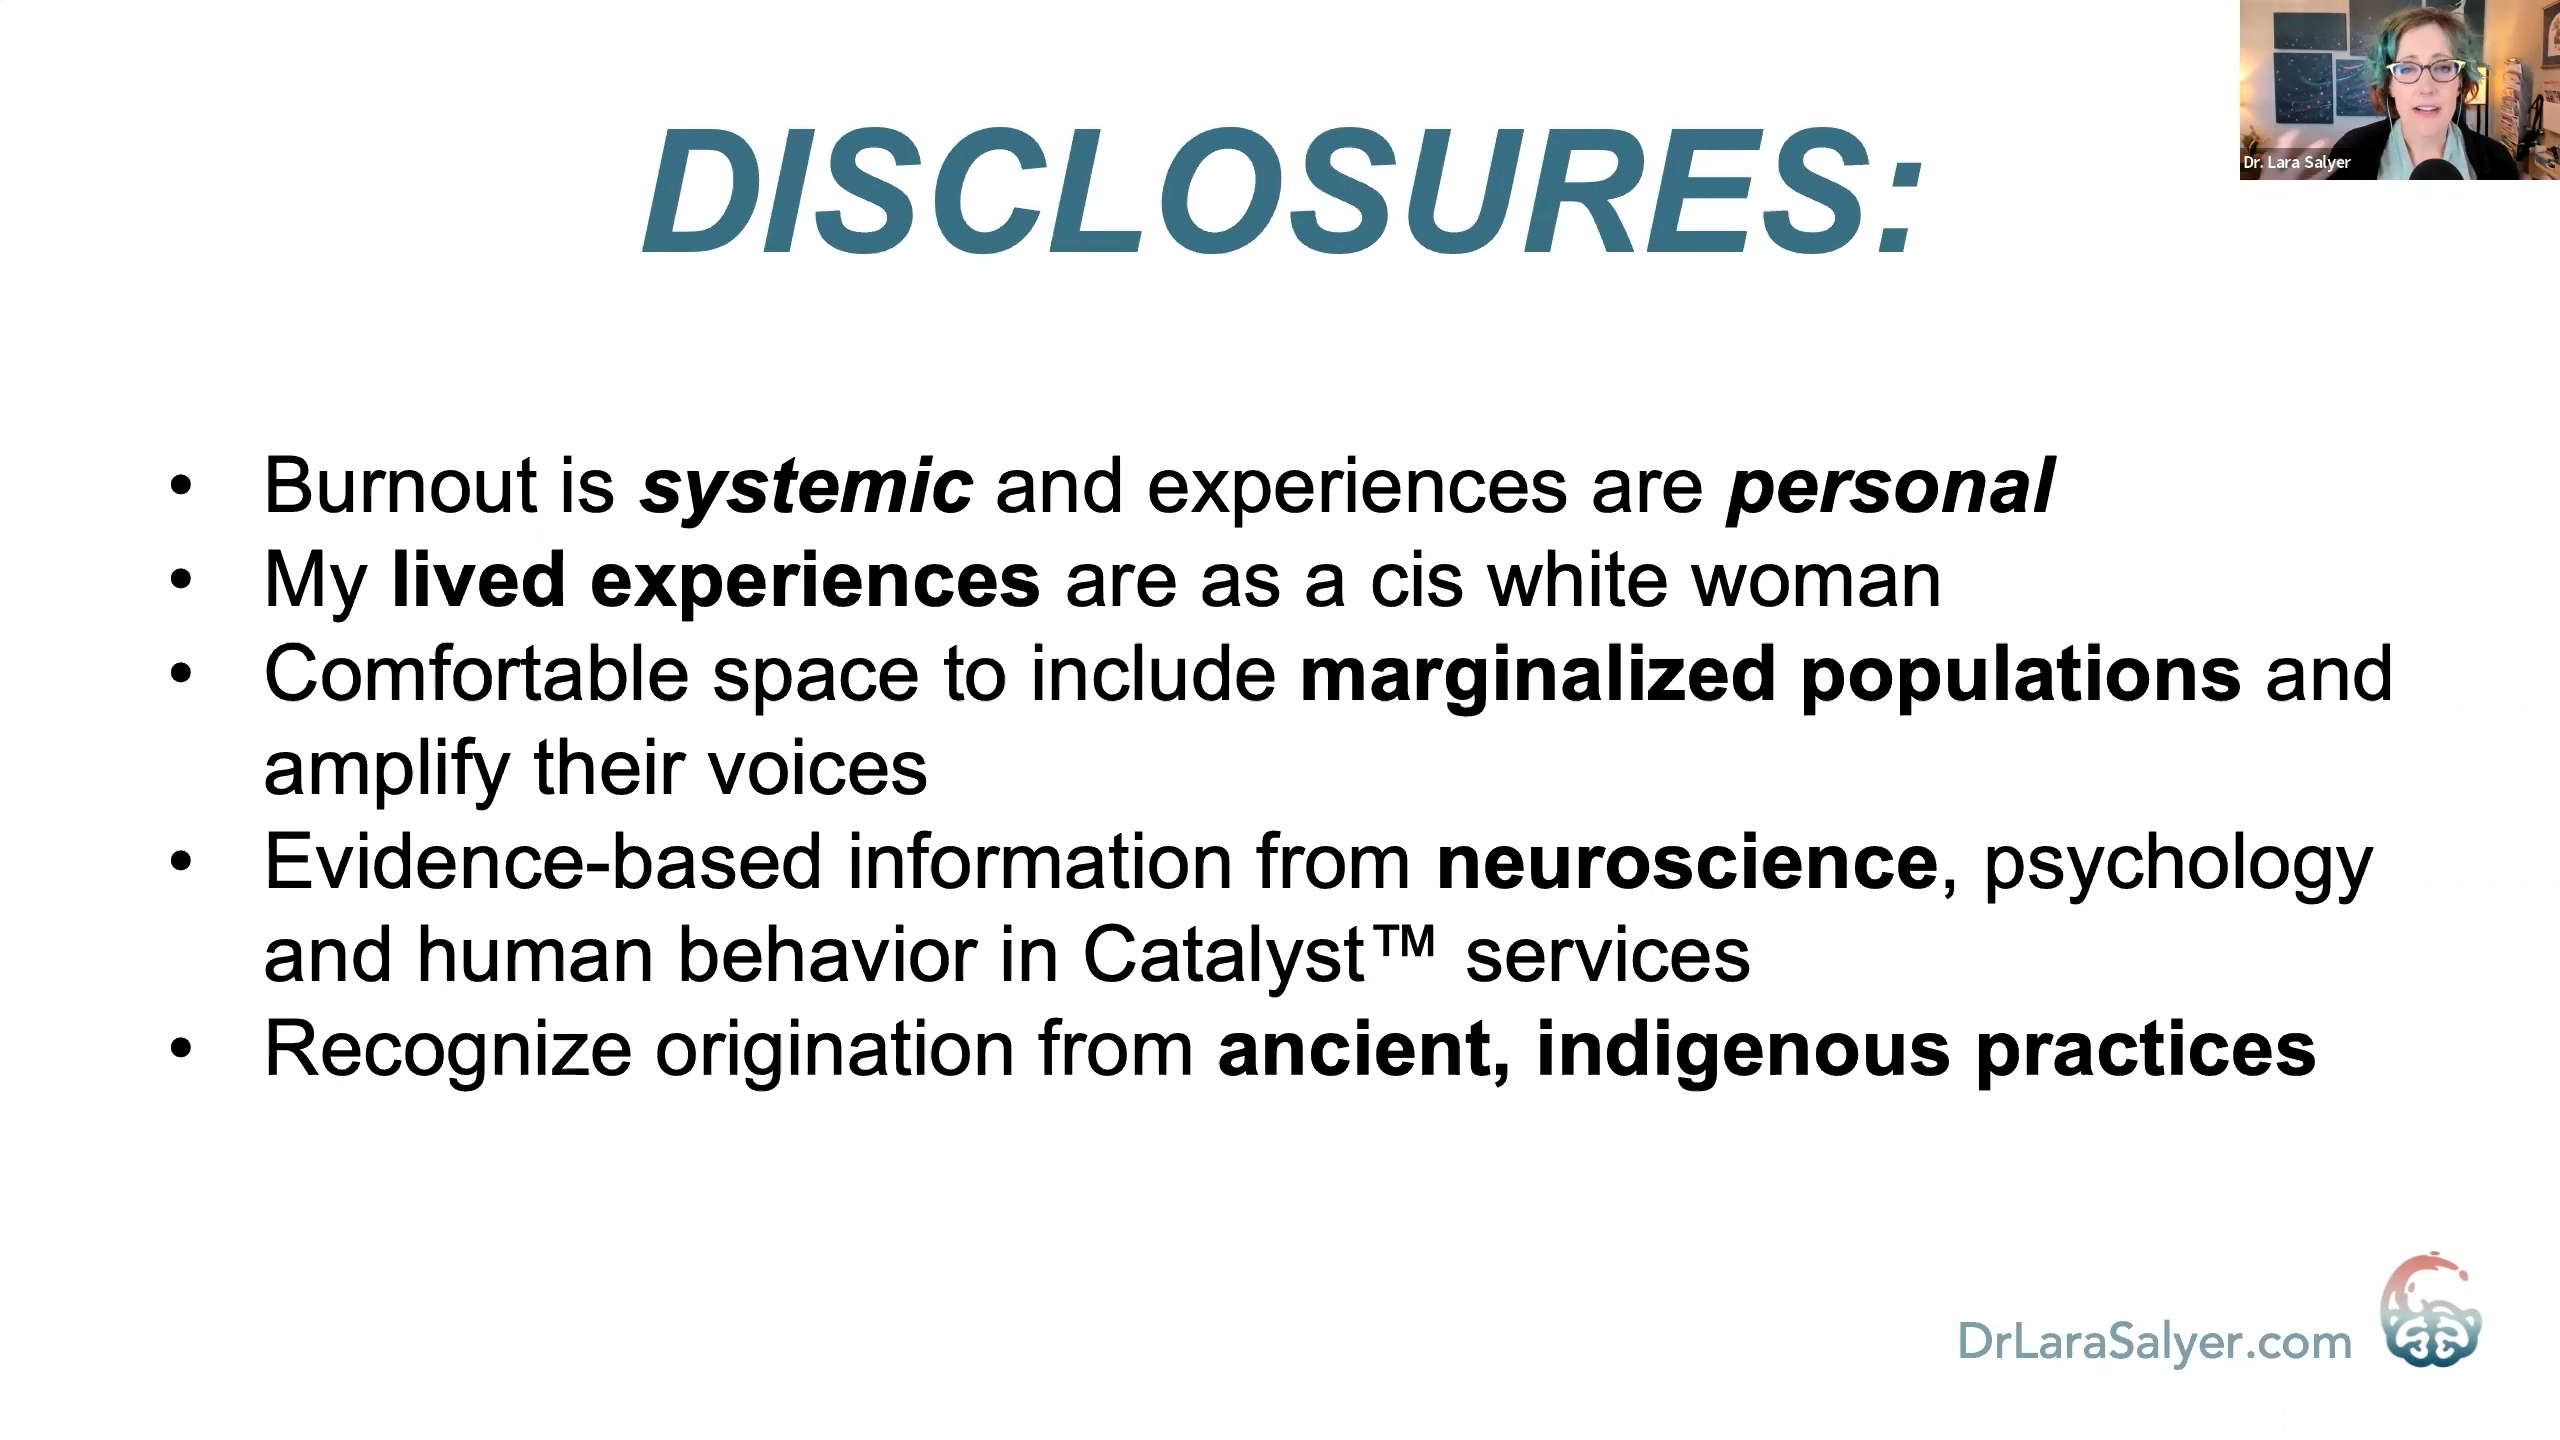 Dr. Lara Salyer
DISCLOSURES:
• Burnout is systemic and experiences are personal
• My lived experiences are as a cis white woman
• Comfortable space to include marginalized populations and
amplify their voices
• Evidence-based information from neuroscience, psychology
and human behavior in Catalyst™ services
• Recognize origination from ancient, indigenous practices
DrLaraSalyer.com